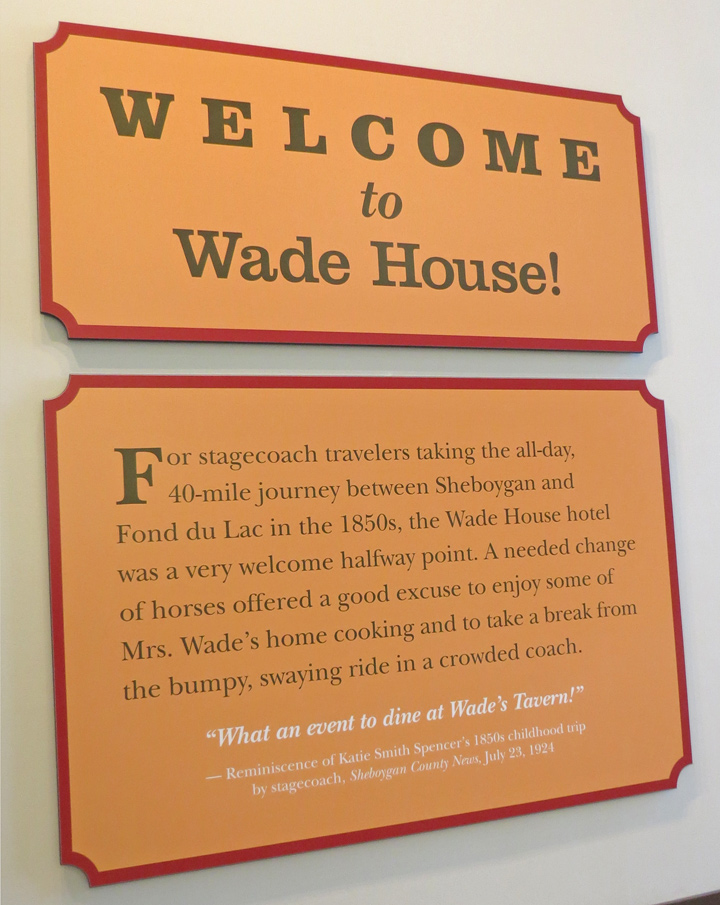 WELCOME
to
Wade House!
For stagecoach travelers taking the all-day,
40-mile journey between Sheboygan and
Fond du Lac in the 1850s, the Wade House hotel
was a very welcome halfway point. A needed change
of horses offered a good excuse to enjoy some of
Mrs. Wade's home cooking and to take a break from
the bumpy, swaying ride in a crowded coach.
“What an event to dine at Wade's Tavern!”
— Reminiscence of Katie Smith Spencer's 1850s childhood trip
by stagecoach, Sheboygan County News, July 23, 1924